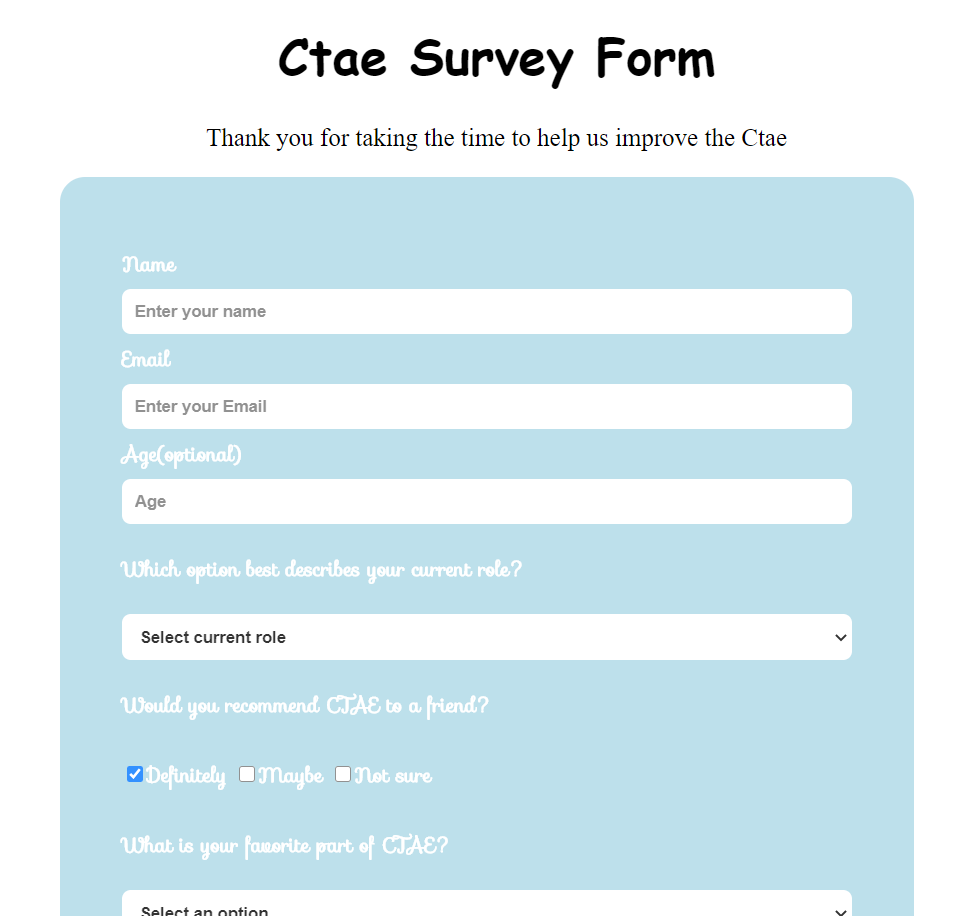 Ctae Survey Form
Thank you for taking the time to help us improve the Ctae
Name
Enter your name
Email
Enter your Email
Age(optional)
Age
Which option best describes your current role?
Select current role
Would you recommend CTAE to a friend?
Definitely Maybe Not sure
What is your favorite part of CTAE?
Select an option